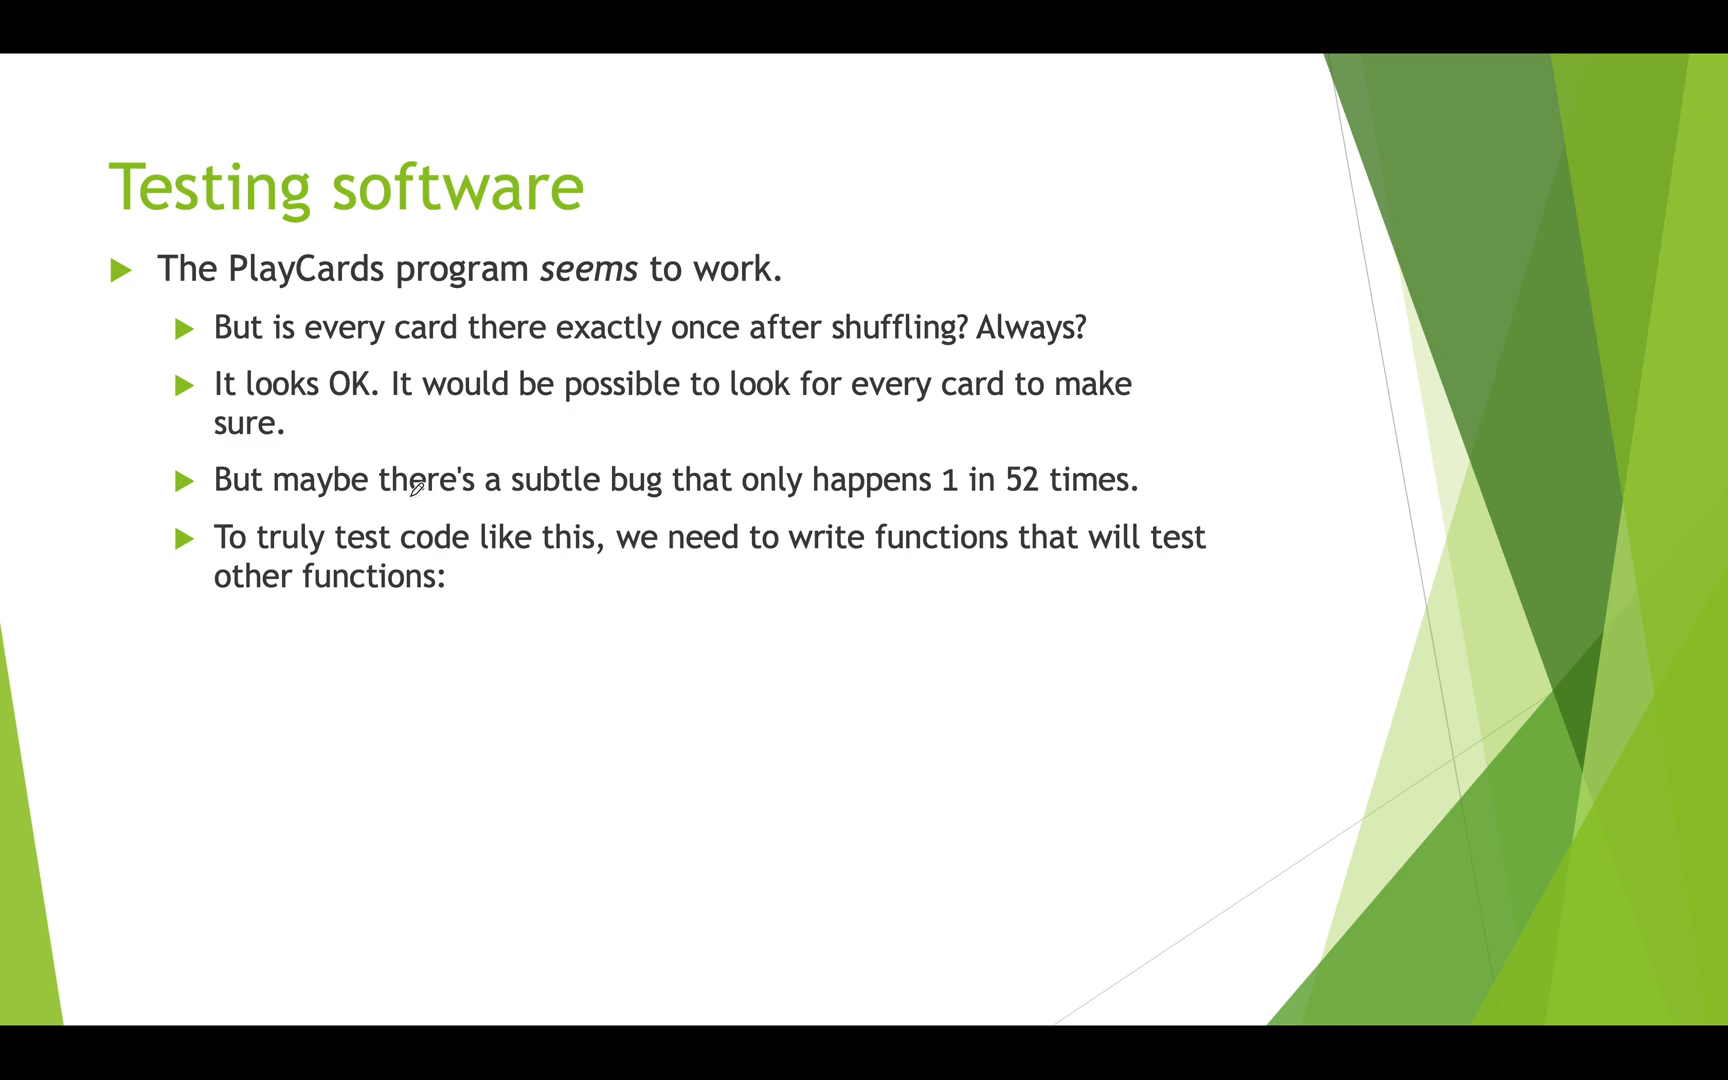 Testing software
The PlayCards program seems to work.
But is every card there exactly once after shuffling? Always?
It looks OK. It would be possible to look for every card to make
sure.
But maybe there's a subtle bug that only happens 1 in 52 times.
To truly test code like this, we need to write functions that will test
other functions: